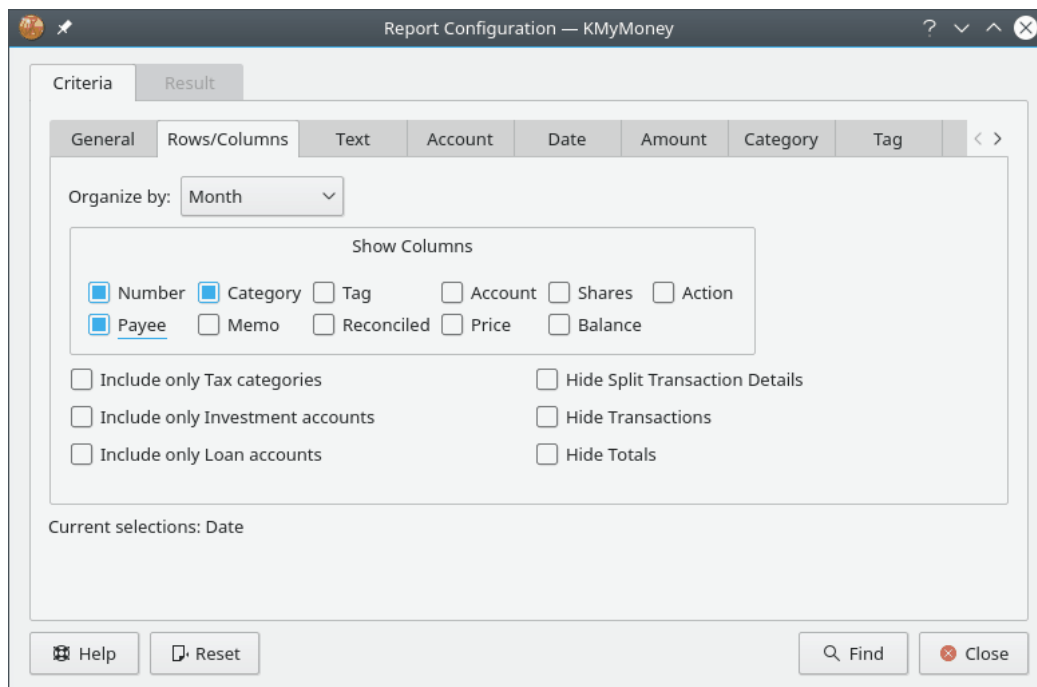 Report Configuration — KMyMoney
Criteria Result
General Rows/Columns Text Account Date Amount Category Tag
Organize by: Month
Show Columns
Number Category Tag Account Shares Action
Payee Memo Reconciled Price Balance
Include only Tax categories Hide Split Transaction Details
Include only Investment accounts Hide Transactions
Include only Loan accounts Hide Totals
Current selections: Date
Help Reset Find Close